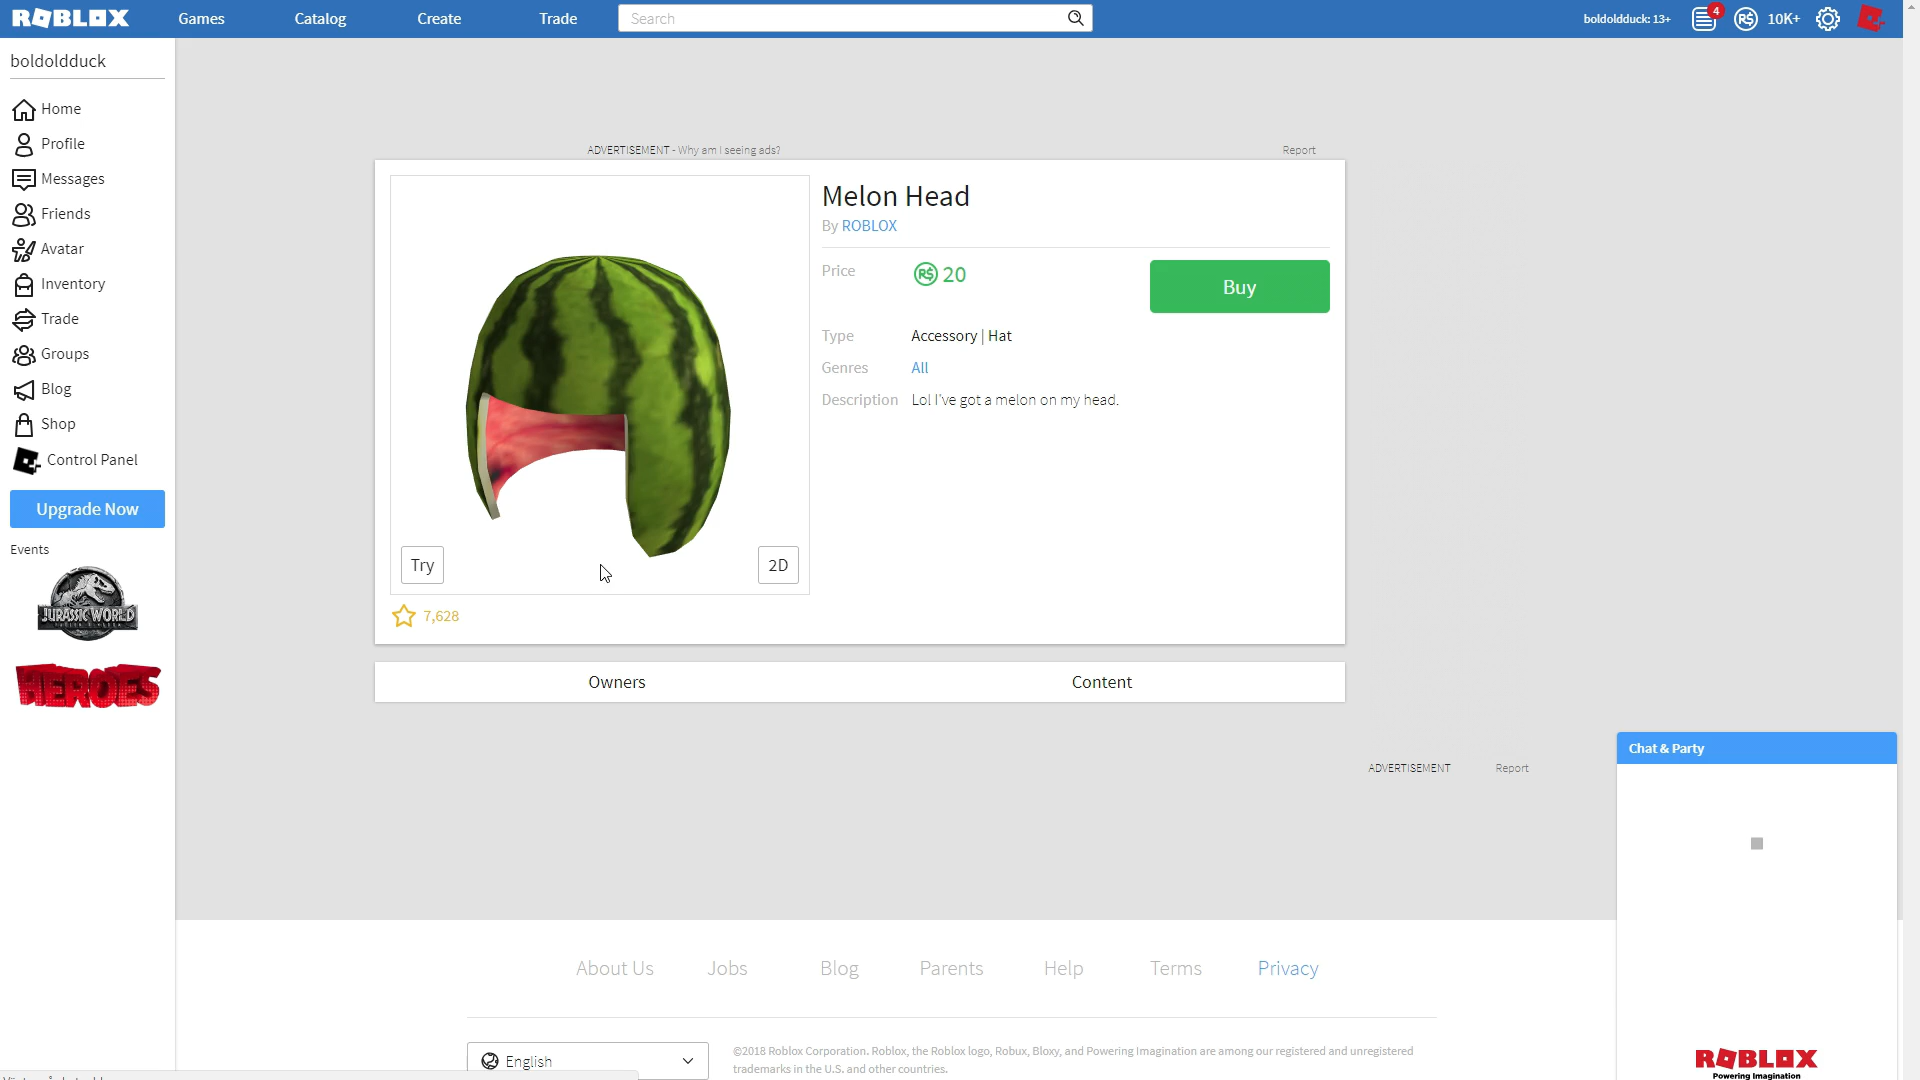 ROBLOX
Games
Catalog
Create
Trade
Search
boldoldduck: 13+
4
R$
10K+
boldoldduck
Home
Profile
Messages
Friends
Avatar
Inventory
Trade
Groups
Blog
Shop
Control Panel
Upgrade Now
Events
JURASSIC WORLD
HEROES
ADVERTISEMENT - Why am I seeing ads?
Report
Melon Head
By ROBLOX
Price
R$ 20
Buy
Type
Accessory | Hat
Genres
All
Description
Lol I've got a melon on my head.
Try
2D
7,628
Owners
Content
ADVERTISEMENT
Report
Chat & Party
About Us
Jobs
Blog
Parents
Help
Terms
Privacy
English
©2018 Roblox Corporation. Roblox, the Roblox logo, Robux, Bloxy, and Powering Imagination are among our registered and unregistered
trademarks in the U.S. and other countries.
ROBLOX
Powering Imagination